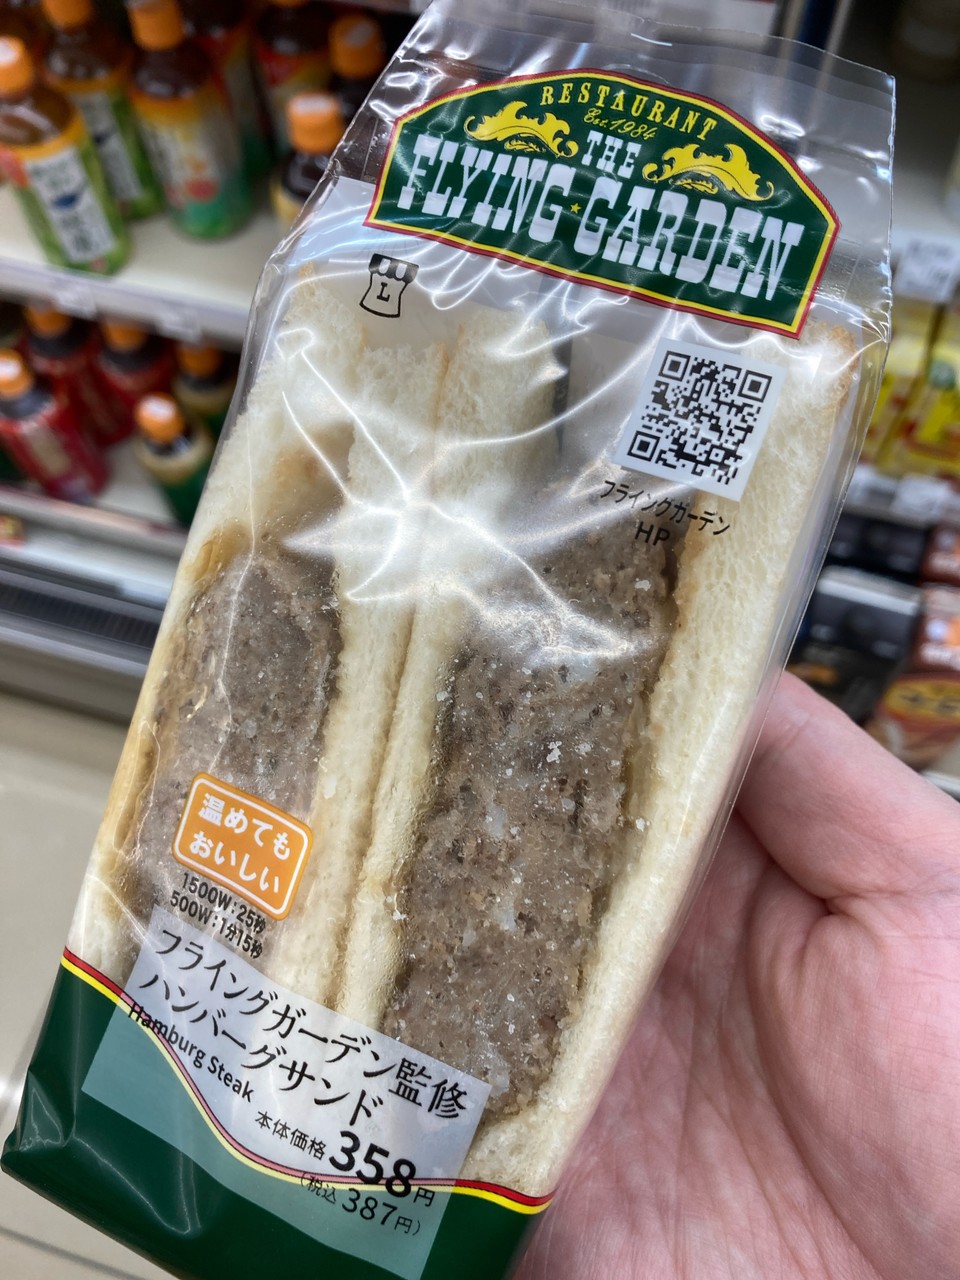 RESTAURANT
Est. 1984
THE
FLYING GARDEN
L
フライングガーデン
HP
温めても
おいしい
1500W:25秒
500W:1分15秒
フライングガーデン監修
ハンバーグサンド
Hamburg Steak
本体価格 358円
(税込 387円)